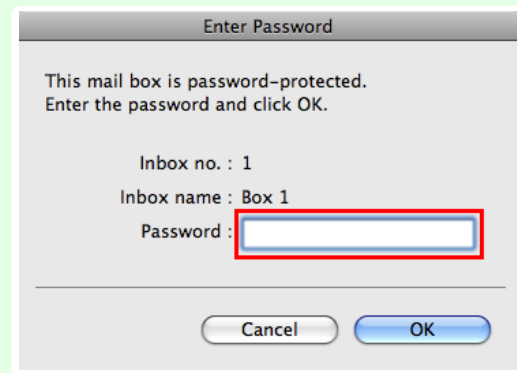 Enter Password
This mail box is password-protected.
Enter the password and click OK.
Inbox no. : 1
Inbox name : Box 1
Password :
Cancel OK